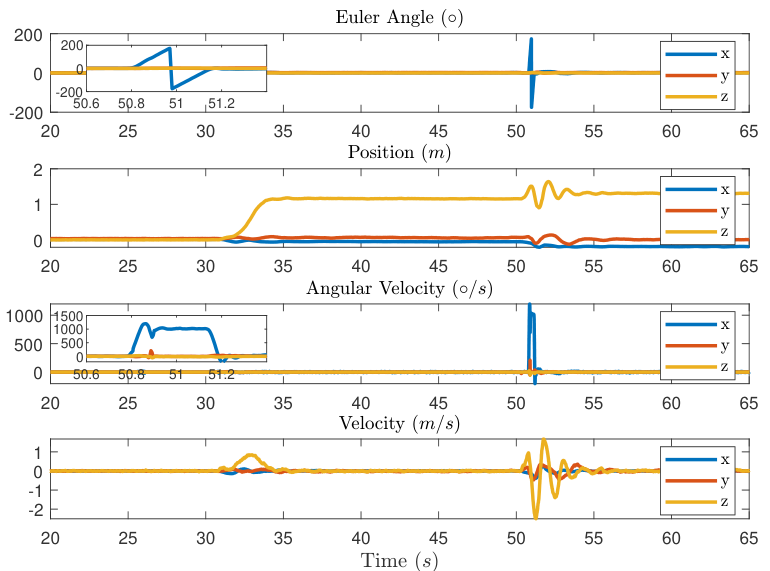 Euler Angle (∘)
200
0
-200
200
0
-200
50.6 50.8 51 51.2
x
y
z
20 25 30 35 40 45 50 55 60 65
Position (m)
2
1
0
x
y
z
20 25 30 35 40 45 50 55 60 65
Angular Velocity (∘/s)
1000
500
0
1500
1000
500
0
50.6 50.8 51 51.2
x
y
z
20 25 30 35 40 45 50 55 60 65
Velocity (m/s)
1
0
-1
-2
x
y
z
20 25 30 35 40 45 50 55 60 65
Time (s)